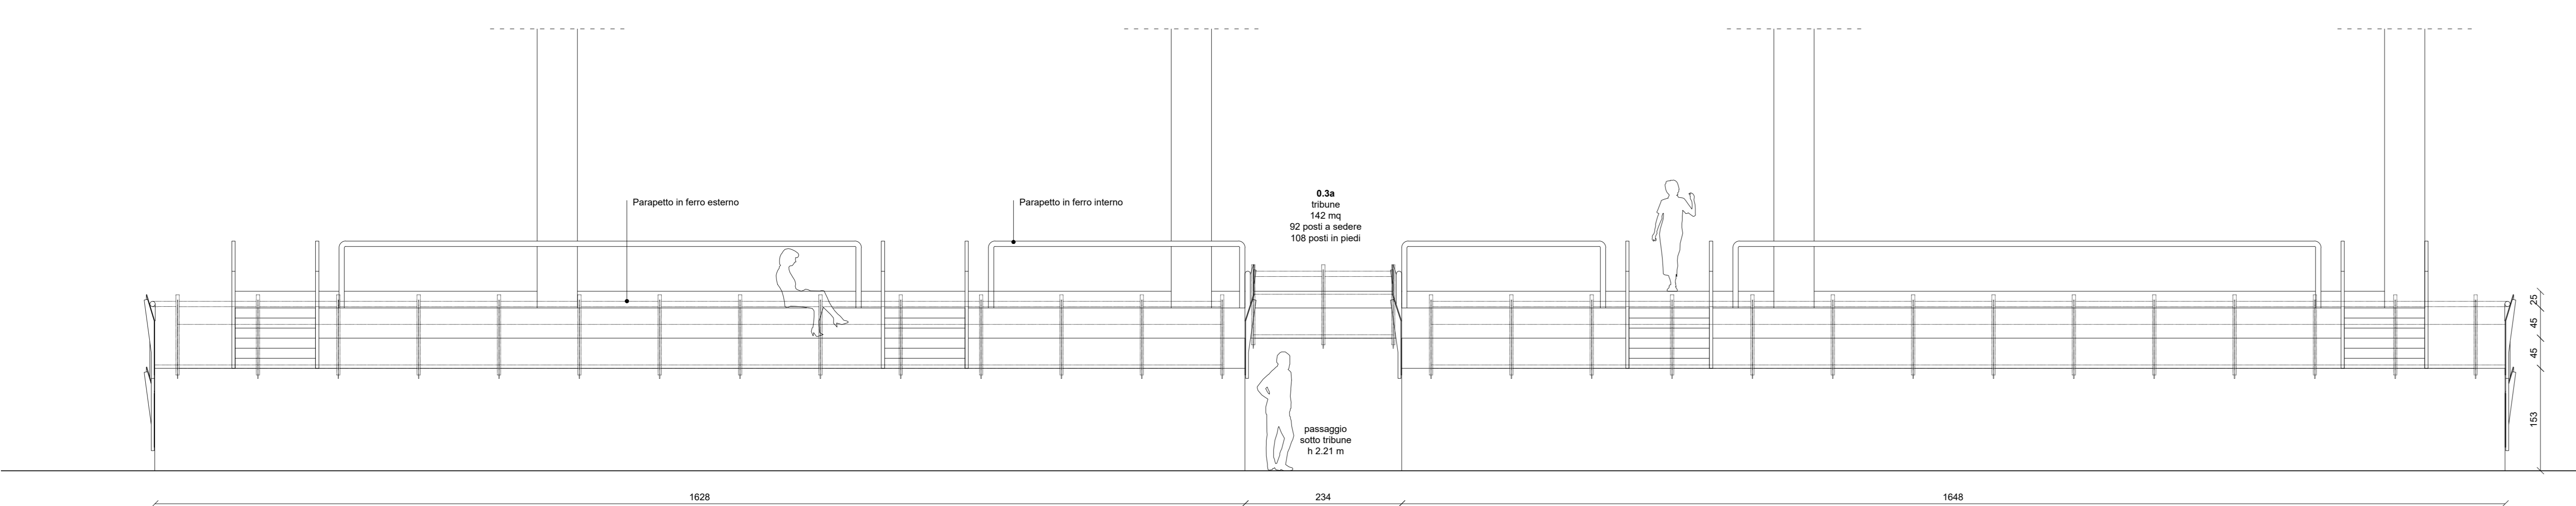 0.3a
tribune
142 mq
92 posti a sedere
108 posti in piedi
Parapetto in ferro esterno
Parapetto in ferro interno
25
45
45
153
passaggio
sotto tribune
h 2.21 m
1628
234
1648